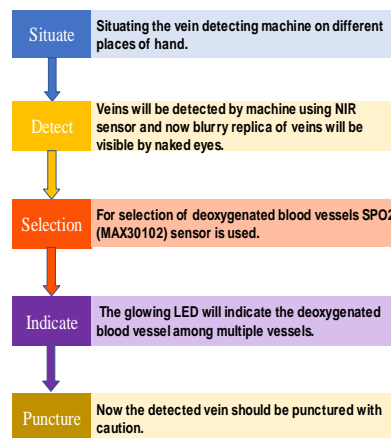 Situate
Situating the vein detecting machine on different
places of hand.
Detect
Veins will be detected by machine using NIR
sensor and now blurry replica of veins will be
visible by naked eyes.
Selection
For selection of deoxygenated blood vessels SPO2
(MAX30102) sensor is used.
Indicate
The glowing LED will indicate the deoxygenated
blood vessel among multiple vessels.
Puncture
Now the detected vein should be punctured with
caution.